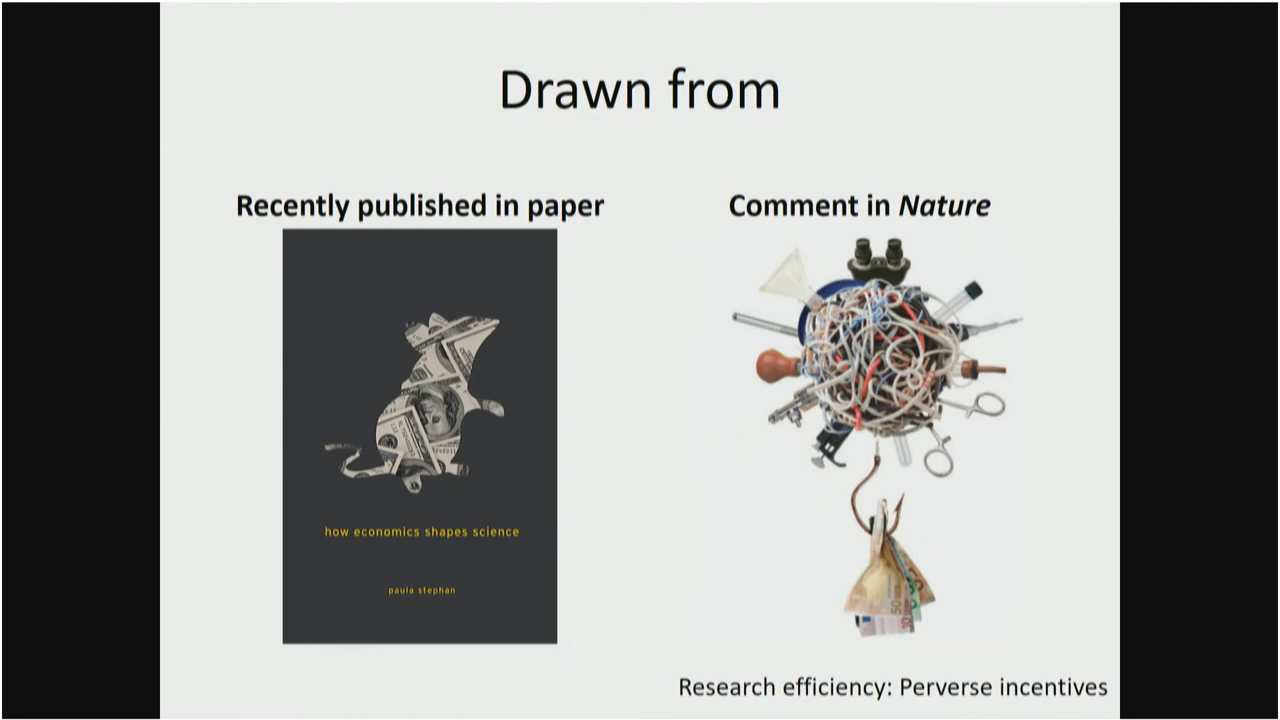 Drawn from
Recently published in paper
how economics shapes science
paula stephan
Comment in Nature
50
Research efficiency: Perverse incentives